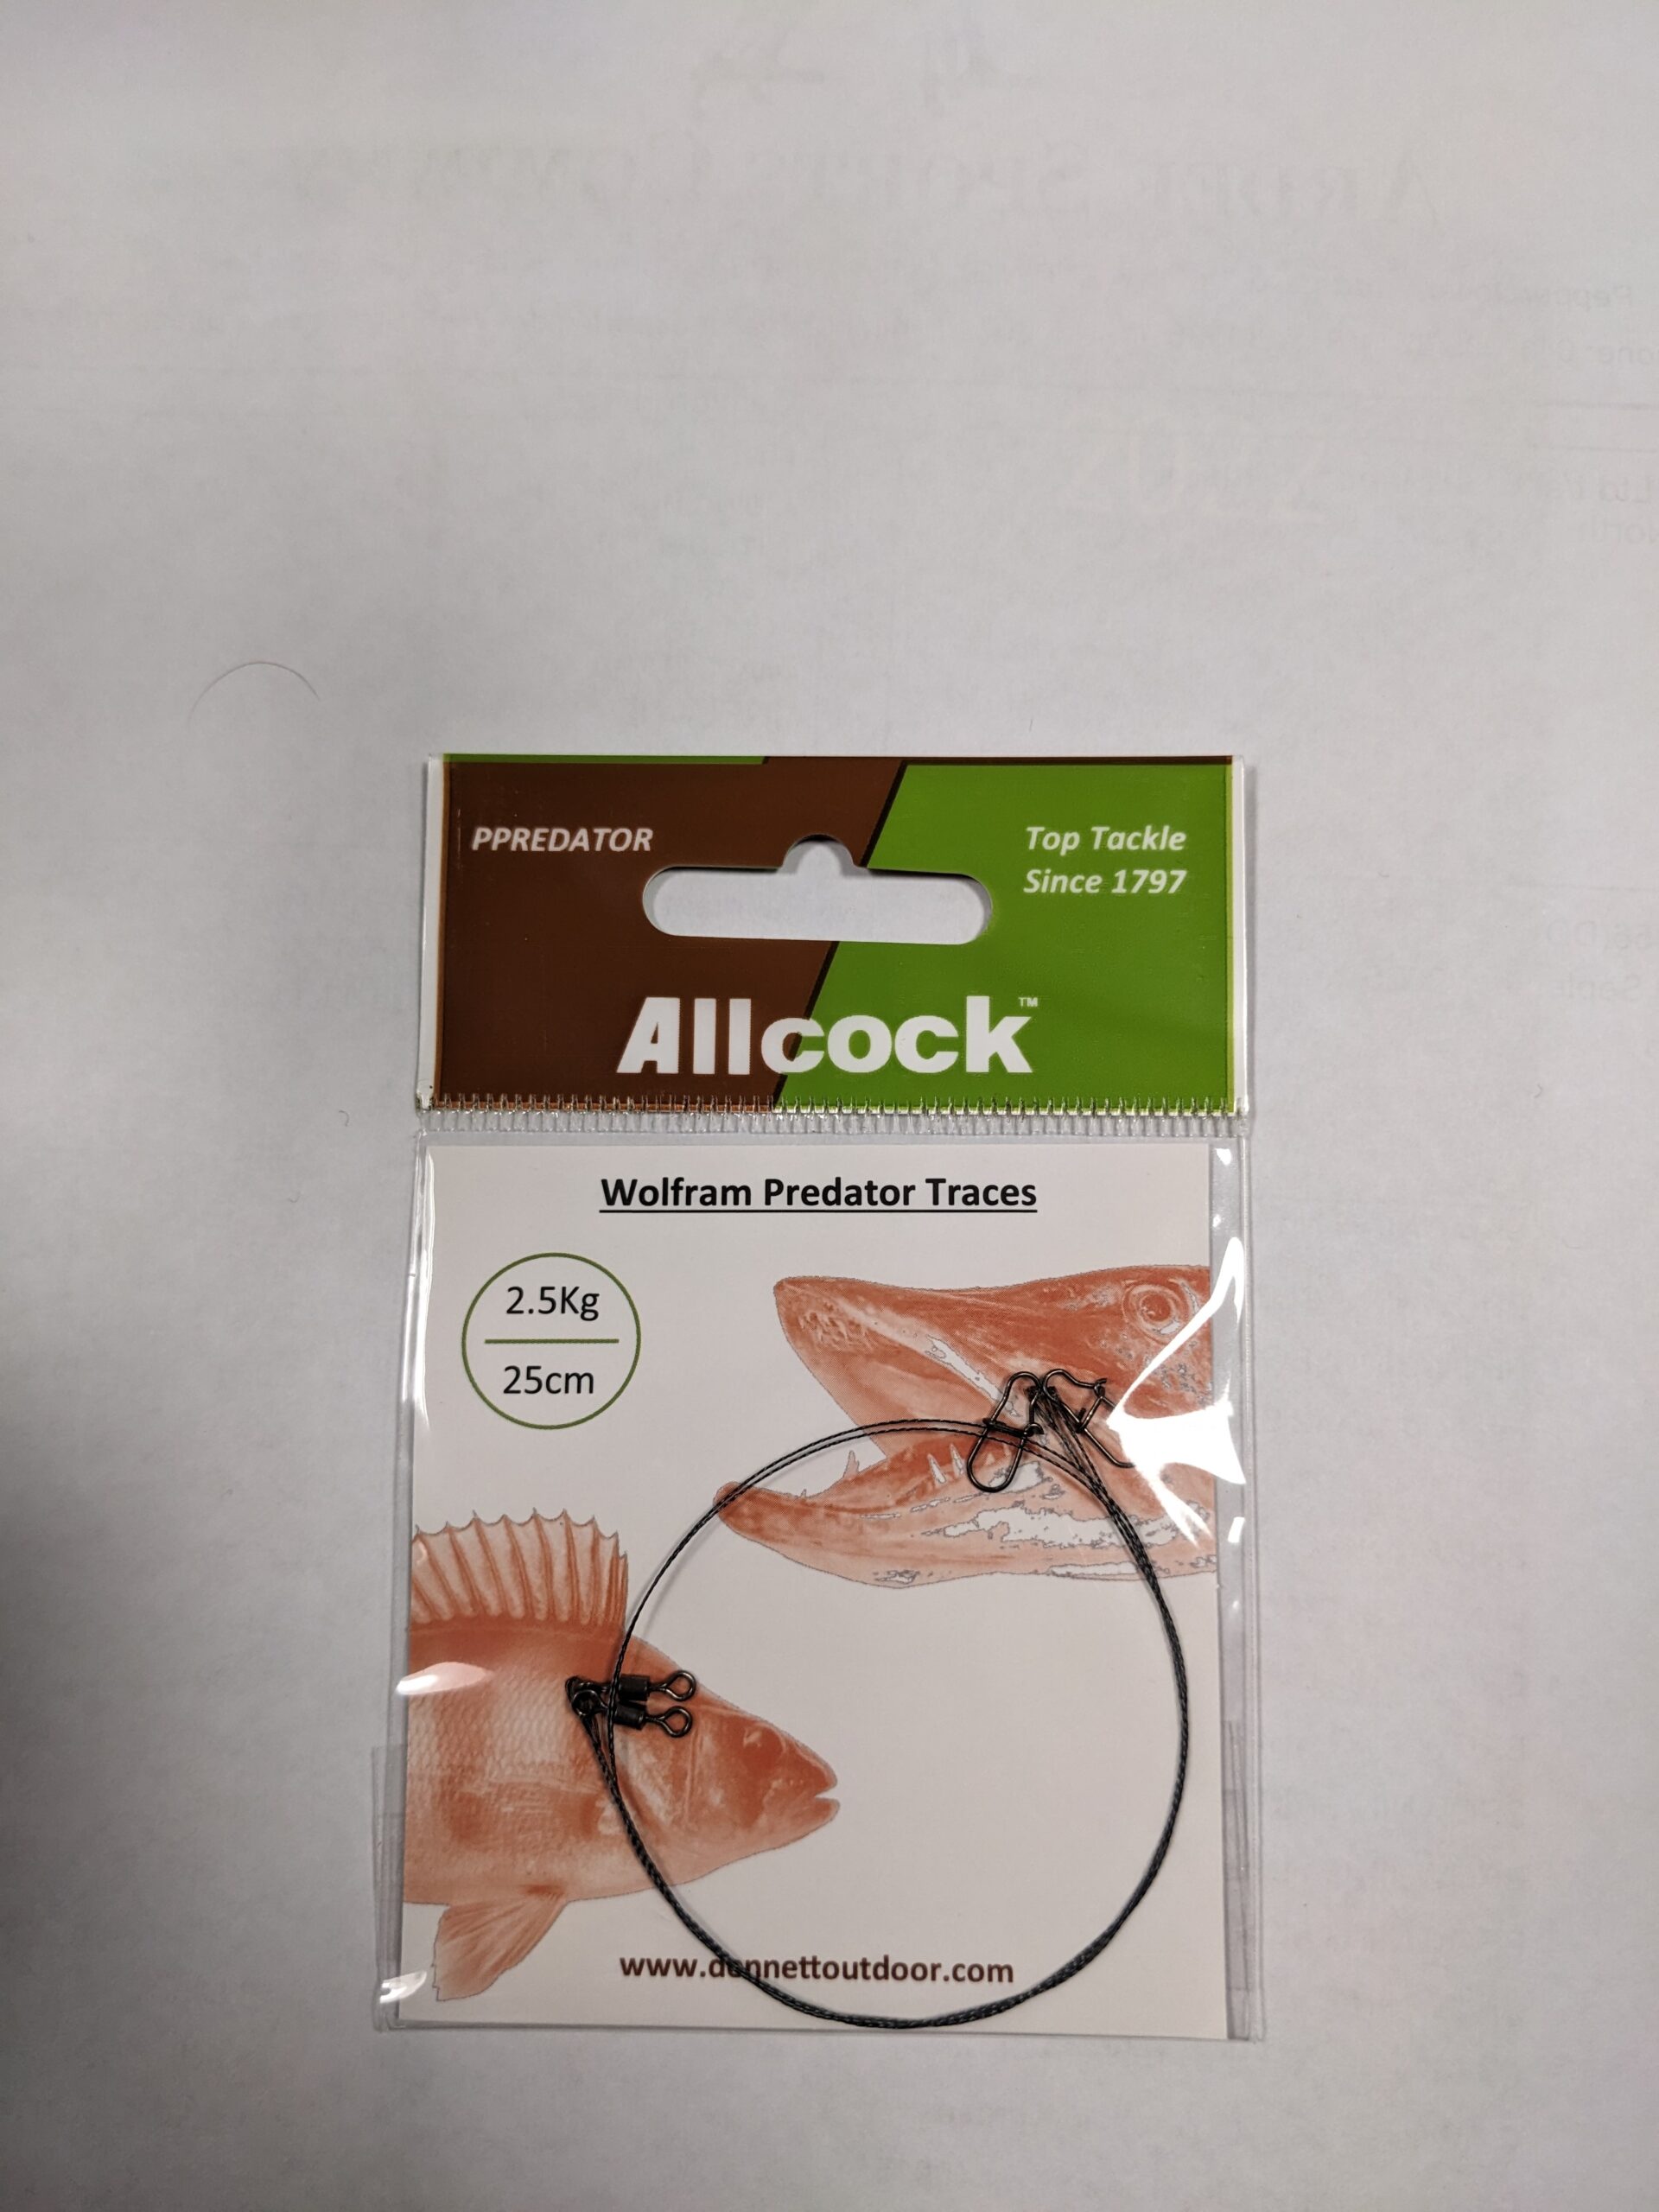 PPREDATOR
Top Tackle
Since 1797
Allcock™
Wolfram Predator Traces
2.5Kg
25cm
www.dennettoutdoor.com